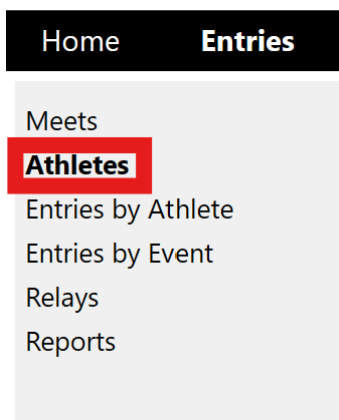 Home Entries
Meets
Athletes
Entries by Athlete
Entries by Event
Relays
Reports